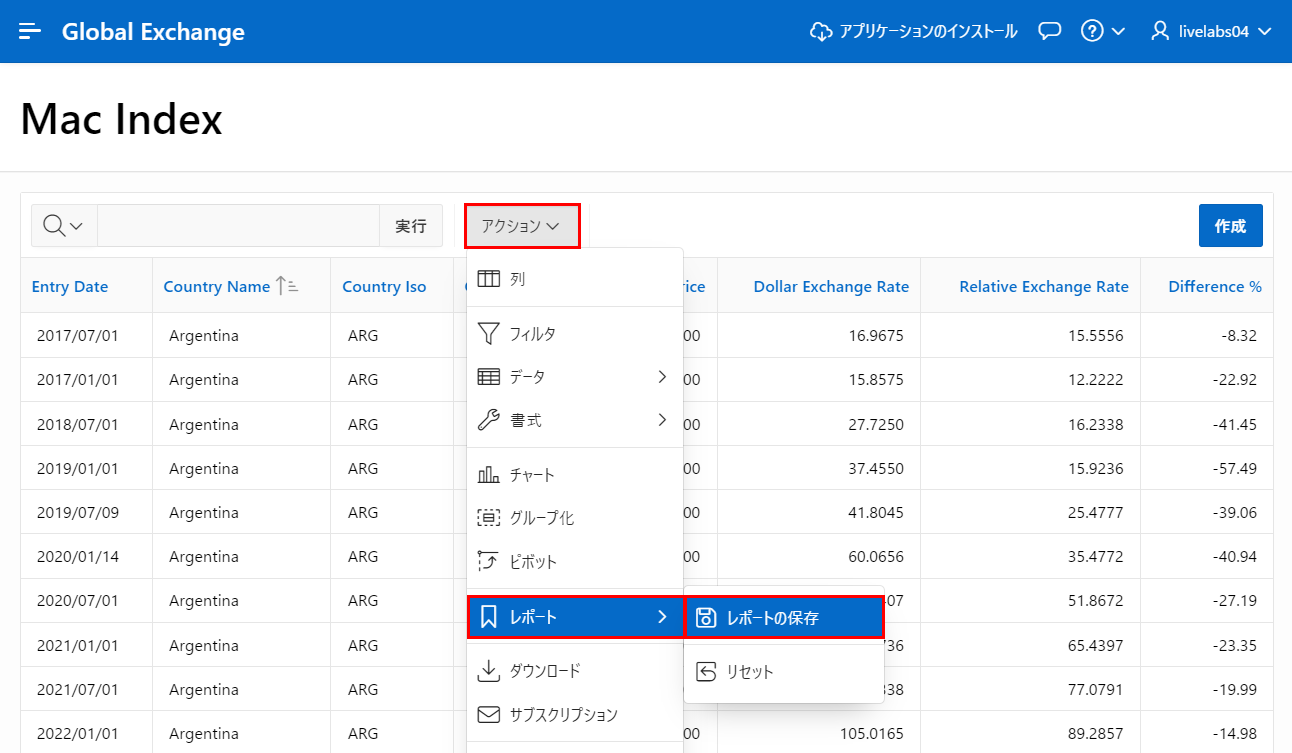 Global Exchange アプリケーションのインストール livelabs04
Mac Index
実行 アクション 作成
Entry Date Country Name Country Iso rice Dollar Exchange Rate Relative Exchange Rate Difference %
列
2017/07/01 Argentina ARG 00 16.9675 15.5556 -8.32
フィルタ
2017/01/01 Argentina ARG 00 15.8575 12.2222 -22.92
データ
2018/07/01 Argentina ARG 00 27.7250 16.2338 -41.45
書式
2019/01/01 Argentina ARG 00 37.4550 15.9236 -57.49
チャート
2019/07/09 Argentina ARG 00 41.8045 25.4777 -39.06
グループ化
2020/01/14 Argentina ARG 00 60.0656 35.4772 -40.94
ピボット
2020/07/01 Argentina ARG 407 51.8672 -27.19
レポート レポートの保存
2021/01/01 Argentina ARG 736 65.4397 -23.35
ダウンロード リセット
2021/07/01 Argentina ARG 338 77.0791 -19.99
サブスクリプション
2022/01/01 Argentina ARG 00 105.0165 89.2857 -14.98